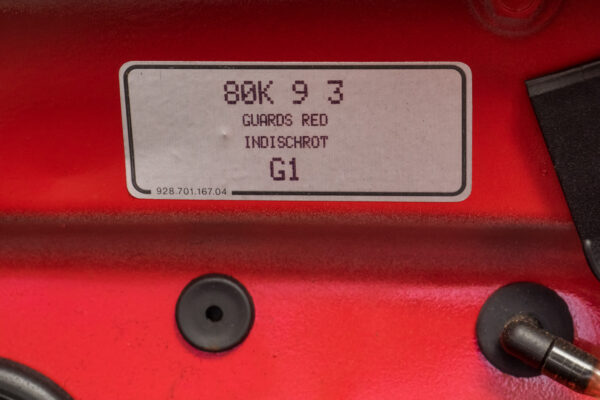 80K 9 3
GUARDS RED
INDISCHROT
G1
928.701.167.04